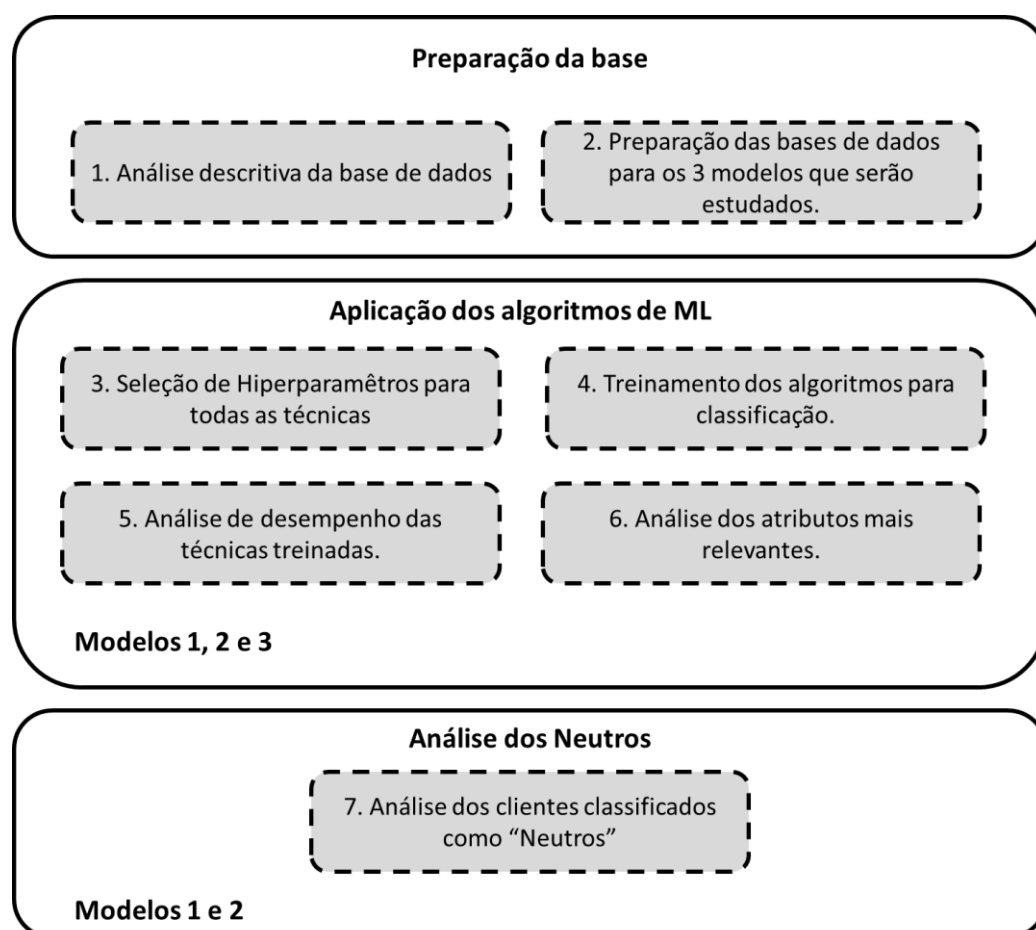 Preparação da base
1. Análise descritiva da base de dados
2. Preparação das bases de dados
para os 3 modelos que serão
estudados.
Aplicação dos algoritmos de ML
3. Seleção de Hiperparamêtros para
todas as técnicas
4. Treinamento dos algoritmos para
classificação.
5. Análise de desempenho das
técnicas treinadas.
6. Análise dos atributos mais
relevantes.
Modelos 1, 2 e 3
Análise dos Neutros
7. Análise dos clientes classificados
como “Neutros”
Modelos 1 e 2